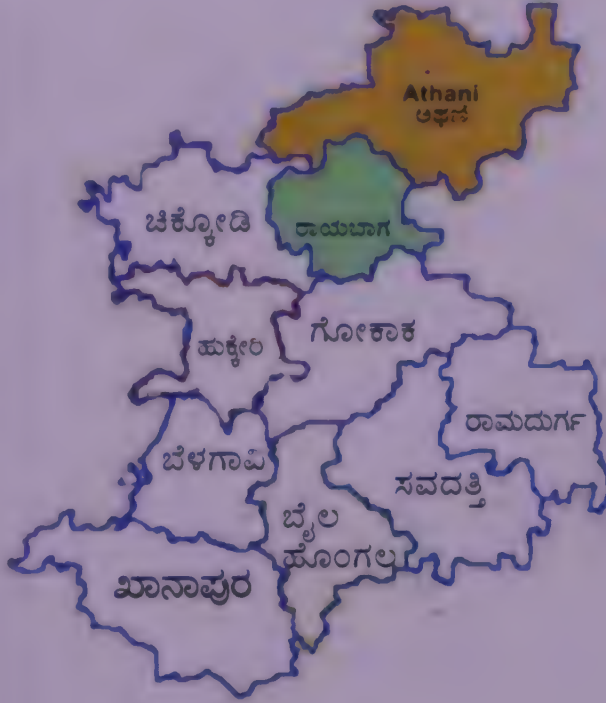 Athani
ಅಥಣಿ
ಚಿಕ್ಕೋಡಿ
ರಾಯಬಾಗ
ಹುಕ್ಕೇರಿ
ಗೋಕಾಕ
ರಾಮದುರ್ಗ
ಬೆಳಗಾವಿ
ಸವದತ್ತಿ
ಬೈಲ
ಹೊಂಗಲ
ಖಾನಾಪುರ